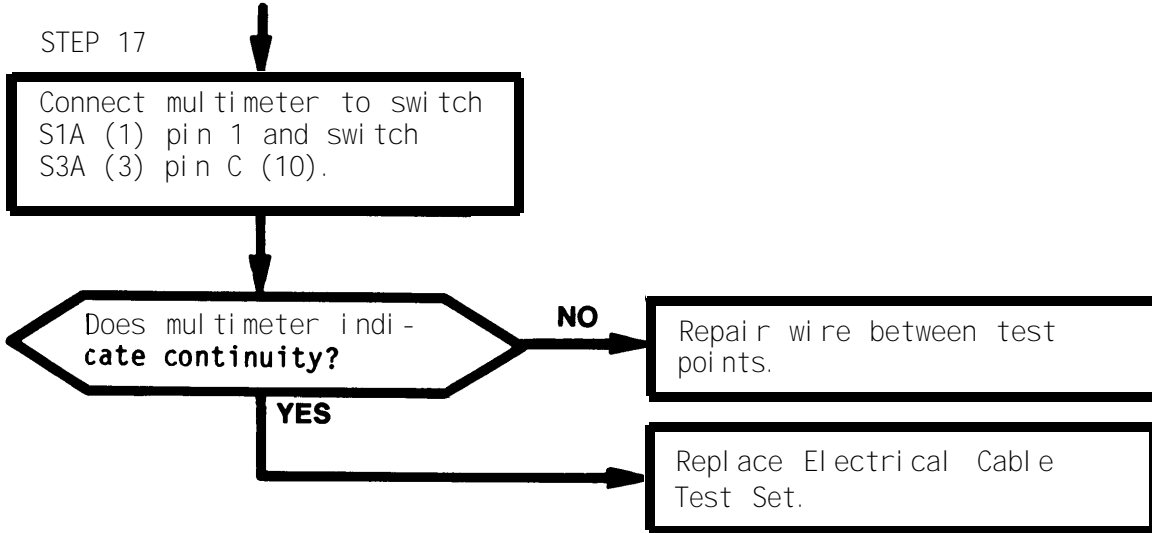 STEP 17
Connect multimeter to switch
S1A (1) pin 1 and switch
S3A (3) pin C (10).
Does multimeter indi-
cate continuity?
NO
Repair wire between test
points.
YES
Replace Electrical Cable
Test Set.